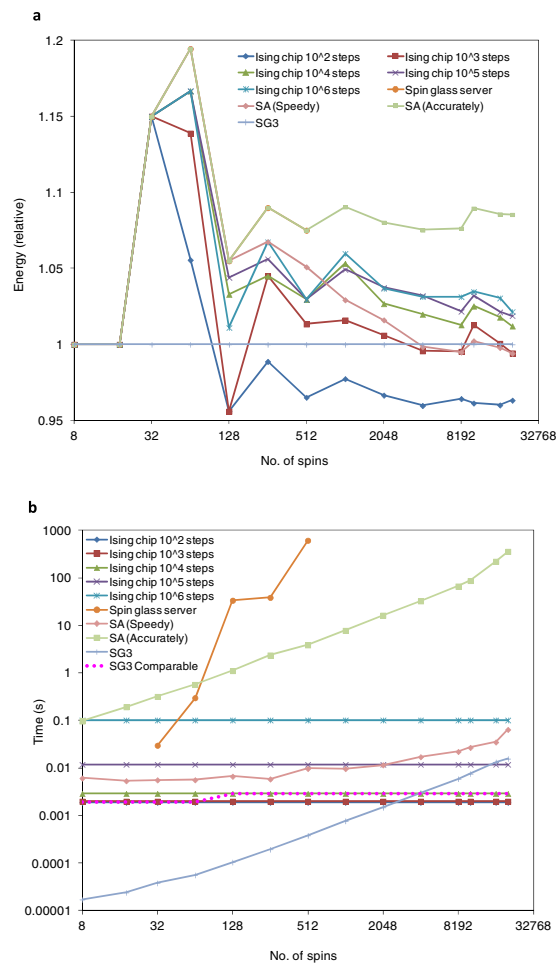 a
1.2
1.15
1.1
1.05
1
0.95
Energy (relative)
Ising chip 10^2 steps
Ising chip 10^3 steps
Ising chip 10^4 steps
Ising chip 10^5 steps
Ising chip 10^6 steps
Spin glass server
SA (Speedy)
SA (Accurately)
SG3
8
32
128
512
2048
8192
32768
No. of spins
b
1000
100
10
1
0.1
0.01
0.001
0.0001
0.00001
Time (s)
Ising chip 10^2 steps
Ising chip 10^3 steps
Ising chip 10^4 steps
Ising chip 10^5 steps
Ising chip 10^6 steps
Spin glass server
SA (Speedy)
SA (Accurately)
SG3
SG3 Comparable
8
32
128
512
2048
8192
32768
No. of spins